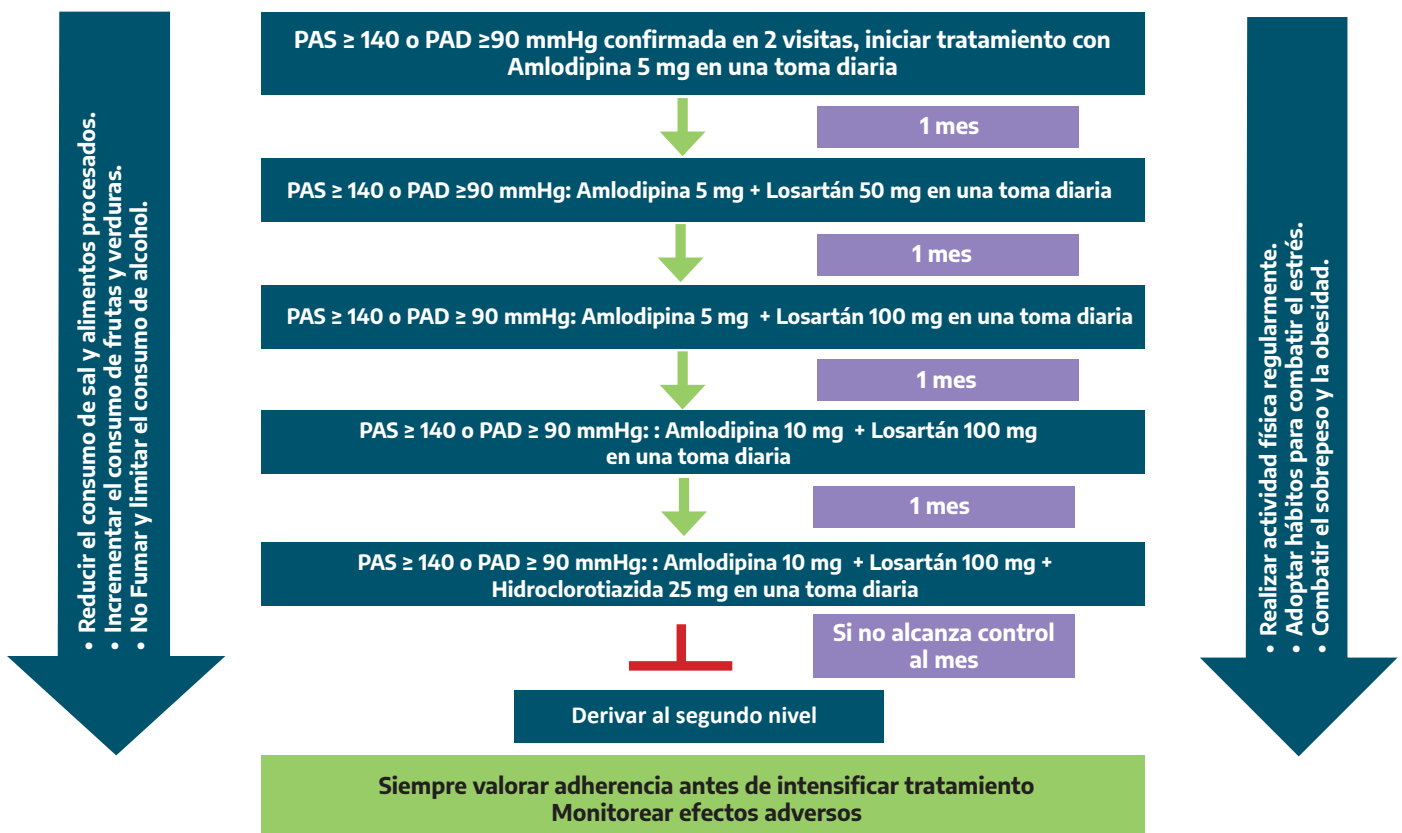 PAS ≥ 140 o PAD ≥90 mmHg confirmada en 2 visitas, iniciar tratamiento con
Amlodipina 5 mg en una toma diaria
1 mes
PAS ≥ 140 o PAD ≥90 mmHg: Amlodipina 5 mg + Losartán 50 mg en una toma diaria
1 mes
PAS ≥ 140 o PAD ≥ 90 mmHg: Amlodipina 5 mg + Losartán 100 mg en una toma diaria
1 mes
PAS ≥ 140 o PAD ≥ 90 mmHg: : Amlodipina 10 mg + Losartán 100 mg
en una toma diaria
1 mes
PAS ≥ 140 o PAD ≥ 90 mmHg: : Amlodipina 10 mg + Losartán 100 mg +
Hidroclorotiazida 25 mg en una toma diaria
Si no alcanza control
al mes
Derivar al segundo nivel
Siempre valorar adherencia antes de intensificar tratamiento
Monitorear efectos adversos
• Reducir el consumo de sal y alimentos procesados.
• Incrementar el consumo de frutas y verduras.
• No Fumar y limitar el consumo de alcohol.
• Realizar actividad física regularmente.
• Adoptar hábitos para combatir el estrés.
• Combatir el sobrepeso y la obesidad.